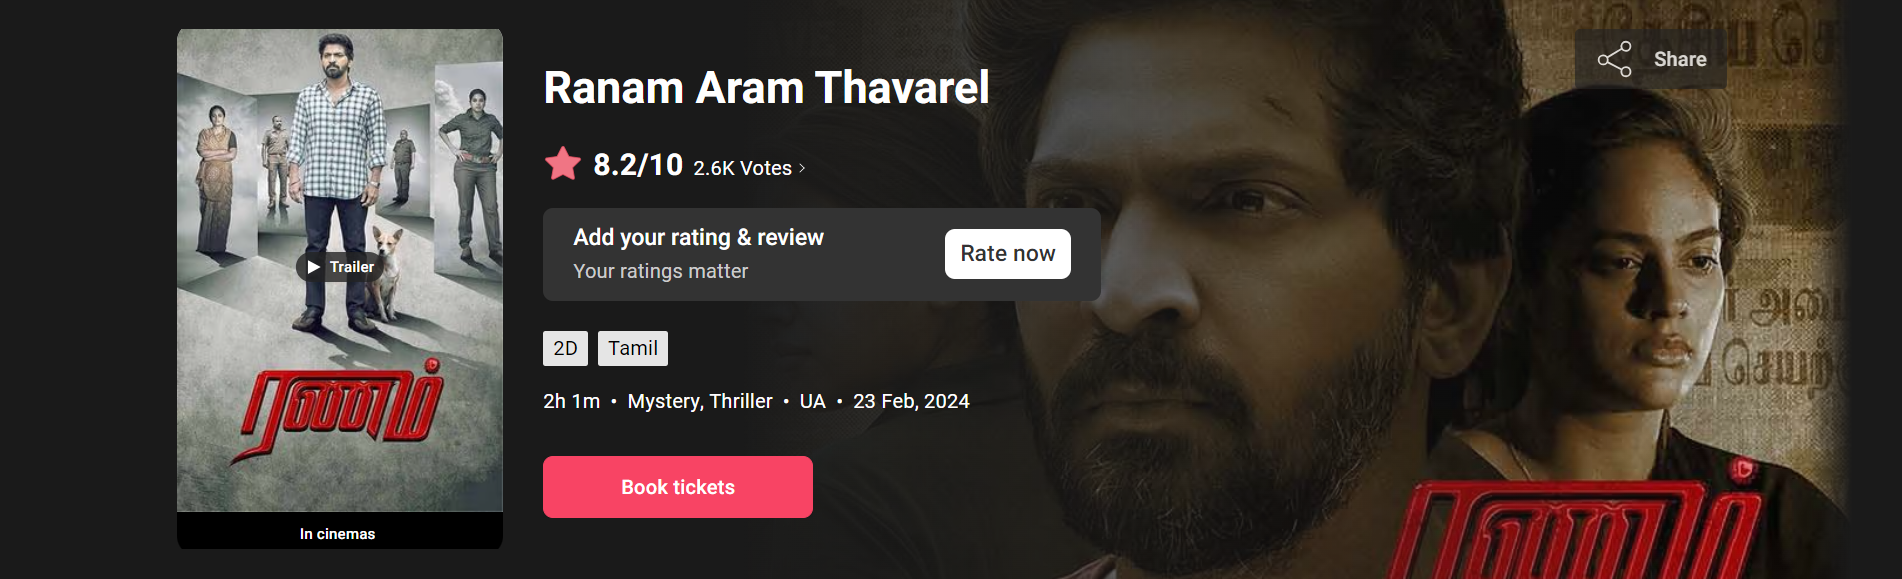 Ranam Aram Thavarel
8.2/10 2.6K Votes >
Add your rating & review
Your ratings matter
Rate now
2D Tamil
2h 1m • Mystery, Thriller • UA • 23 Feb, 2024
Book tickets
Trailer
ரணம்
In cinemas
Share
ரணம்